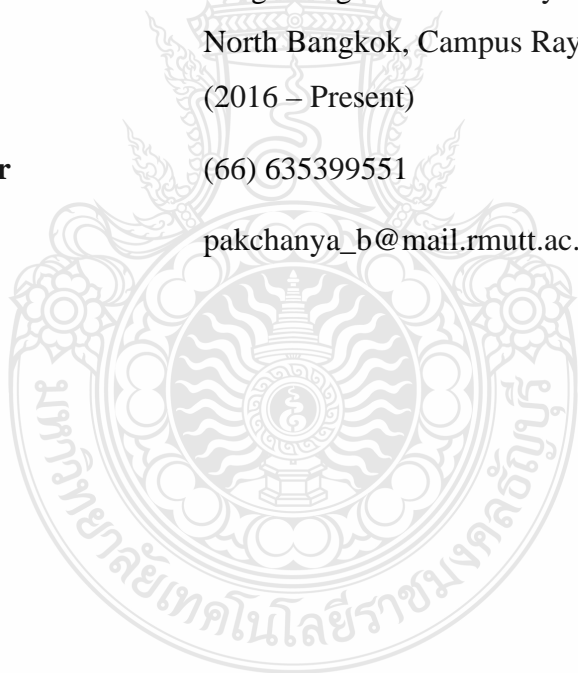 North Bangkok, Campus Ray
(2016 – Present)
r (66) 635399551
pakchanya_b@mail.rmutt.ac.
มหาวิทยาลัยเทคโนโลยีราชมงคลธัญบุรี